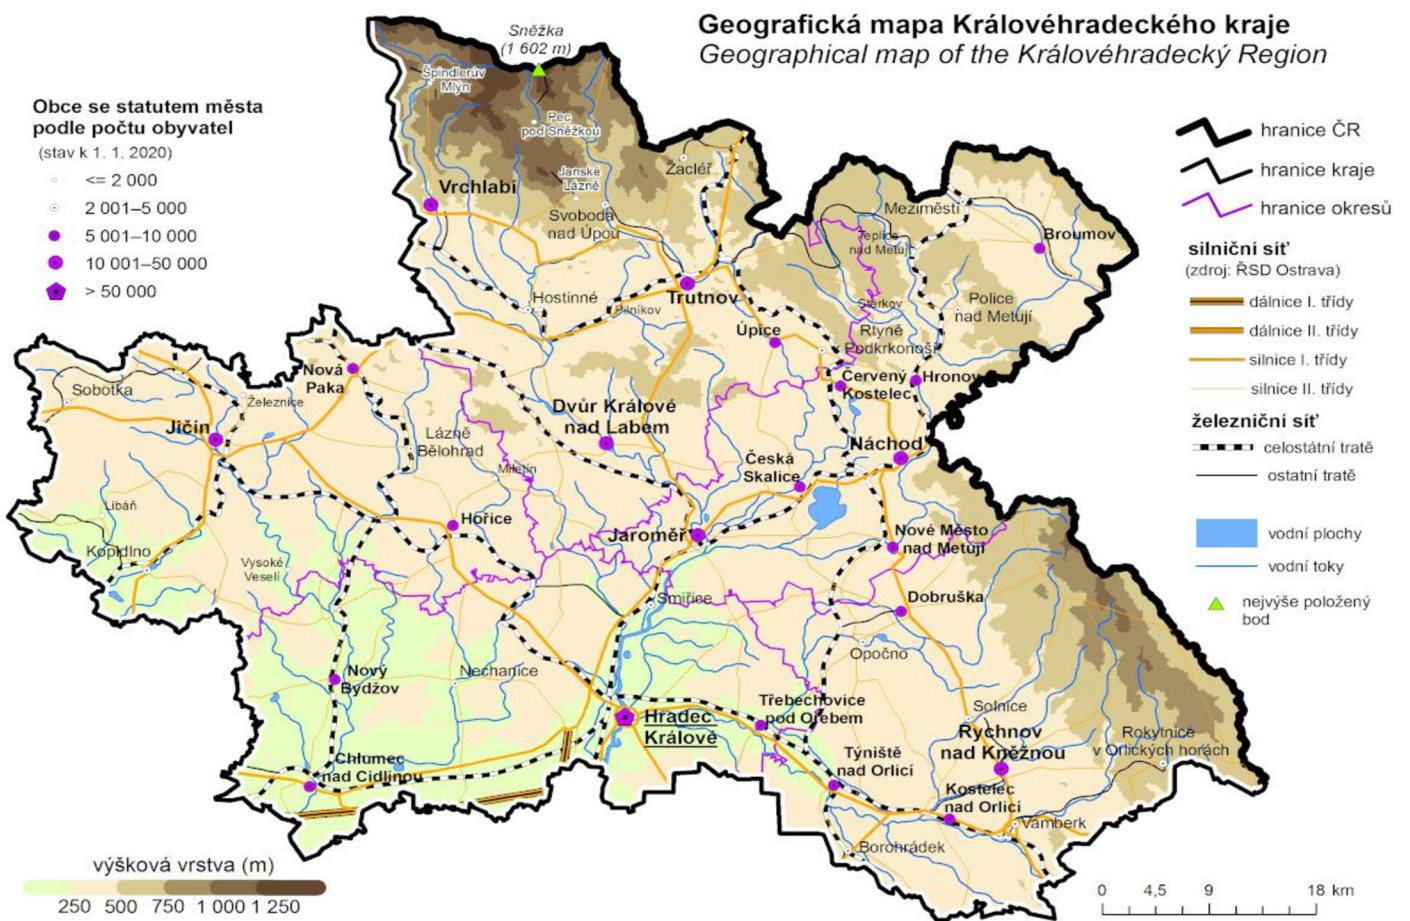 Geografická mapa Královéhradeckého kraje
Geographical map of the Královéhradecký Region
Obce se statutem města
podle počtu obyvatel
(stav k 1. 1. 2020)
<= 2 000
2 001–5 000
5 001–10 000
10 001–50 000
> 50 000
hranice ČR
hranice kraje
hranice okresů
silniční síť
(zdroj: ŘSD Ostrava)
dálnice I. třídy
dálnice II. třídy
silnice I. třídy
silnice II. třídy
železniční síť
celostátní tratě
ostatní tratě
vodní plochy
vodní toky
nejvýše položený
bod
Sněžka
(1 602 m)
Špindlerův
Mlýn
Pec
pod Sněžkou
Janské
Lázně
Žacléř
Vrchlabí
Svoboda
nad Úpou
Meziměstí
Teplice
nad Metují
Broumov
Hostinné
Pilníkov
Trutnov
Stárkov
Police
nad Metují
Úpice
Rtyně
v Podkrkonoší
Nová
Paka
Sobotka
Železnice
Červený
Kostelec
Hronov
Jičín
Lázně
Bělohrad
Dvůr Králové
nad Labem
Náchod
Miletín
Česká
Skalice
Libáň
Hořice
Jaroměř
Nové Město
nad Metují
Kopidlno
Vysoké
Veselí
Smiřice
Dobruška
Opočno
Nový
Bydžov
Nechanice
Třebechovice
pod Orebem
Solnice
Hradec
Králové
Rychnov
nad Kněžnou
Rokytnice
v Orlických horách
Chlumec
nad Cidlinou
Týniště
nad Orlicí
Kostelec
nad Orlicí
Vamberk
Borohrádek
výšková vrstva (m)
250 500 750 1 000 1 250
0 4,5 9 18 km